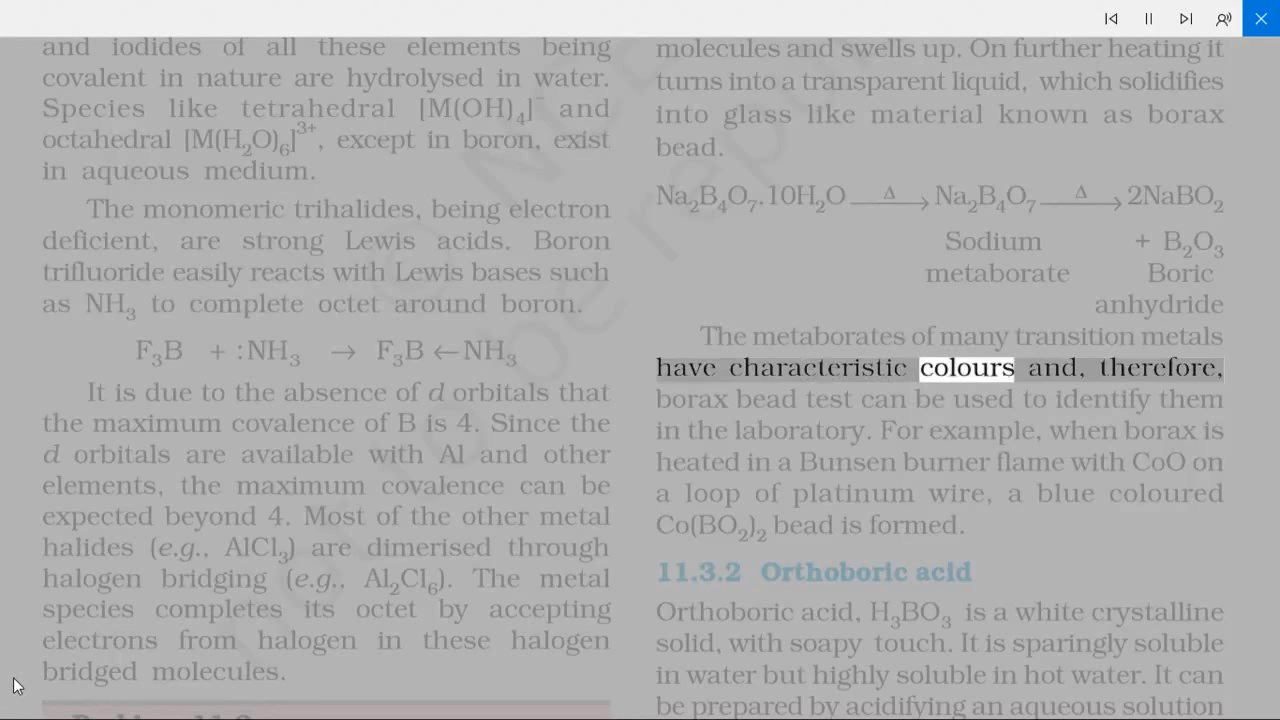 and iodides of all these elements being
covalent in nature are hydrolysed in water.
Species like tetrahedral [M(OH)₄]⁻ and
octahedral [M(H₂O)₆]³⁺, except in boron, exist
in aqueous medium.
The monomeric trihalides, being electron
deficient, are strong Lewis acids. Boron
trifluoride easily reacts with Lewis bases such
as NH₃ to complete octet around boron.
F₃B + :NH₃ → F₃B ← NH₃
It is due to the absence of d orbitals that
the maximum covalence of B is 4. Since the
d orbitals are available with Al and other
elements, the maximum covalence can be
expected beyond 4. Most of the other metal
halides (e.g., AlCl₃) are dimerised through
halogen bridging (e.g., Al₂Cl₆). The metal
species completes its octet by accepting
electrons from halogen in these halogen
bridged molecules.
molecules and swells up. On further heating it
turns into a transparent liquid, which solidifies
into glass like material known as borax
bead.
Na₂B₄O₇.10H₂O —Δ→ Na₂B₄O₇ —Δ→ 2NaBO₂
Sodium + B₂O₃
metaborate Boric
anhydride
The metaborates of many transition metals
have characteristic colours and, therefore,
borax bead test can be used to identify them
in the laboratory. For example, when borax is
heated in a Bunsen burner flame with CoO on
a loop of platinum wire, a blue coloured
Co(BO₂)₂ bead is formed.
11.3.2 Orthoboric acid
Orthoboric acid, H₃BO₃ is a white crystalline
solid, with soapy touch. It is sparingly soluble
in water but highly soluble in hot water. It can
be prepared by acidifying an aqueous solution